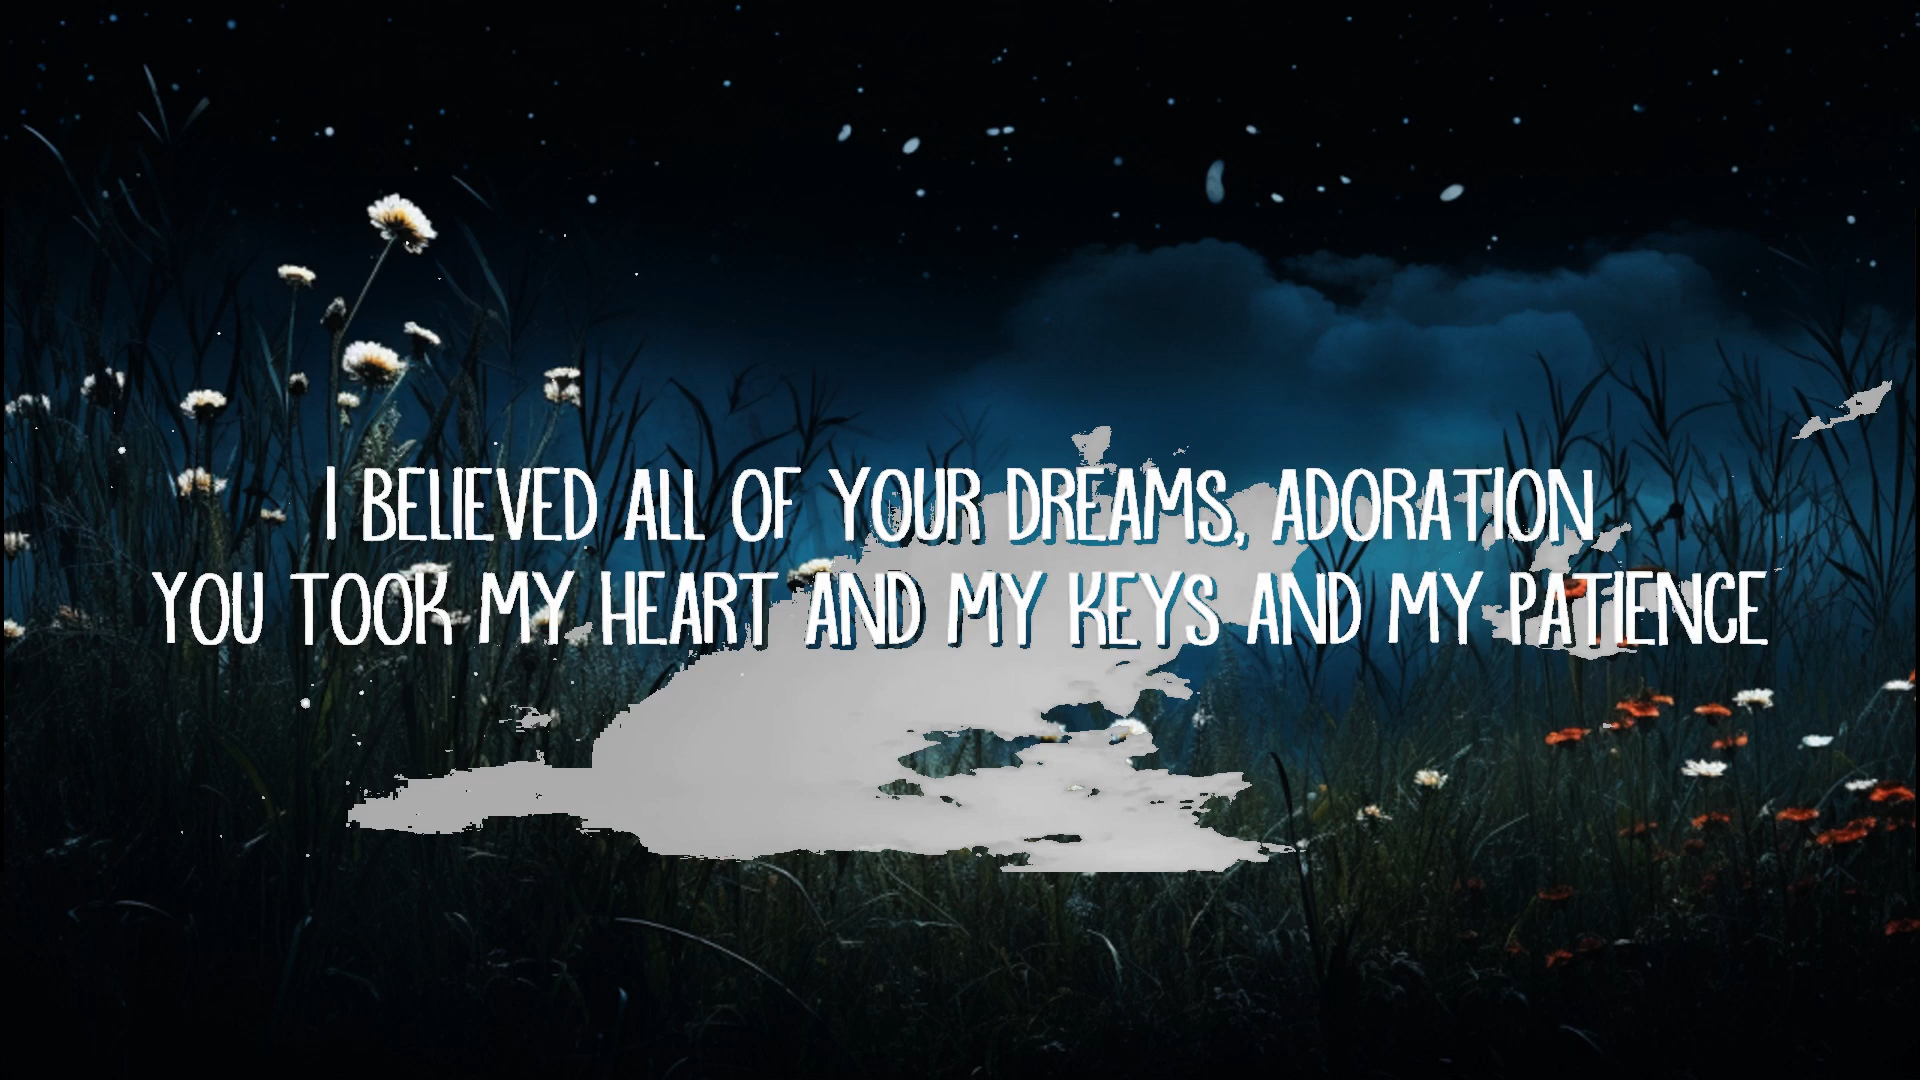 I BELIEVED ALL OF YOUR DREAMS, ADORATION
YOU TOOK MY HEART AND MY KEYS AND MY PATIENCE